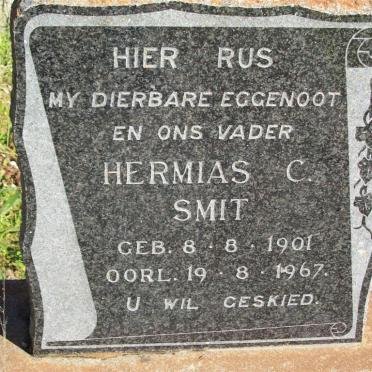 HIER RUS
MY DIERBARE EGGENOOT
EN ONS VADER
HERMIAS C.
SMIT
GEB. 8 · 8 · 1901
OORL. 19 · 8 · 1967.
U WIL GESKIED.